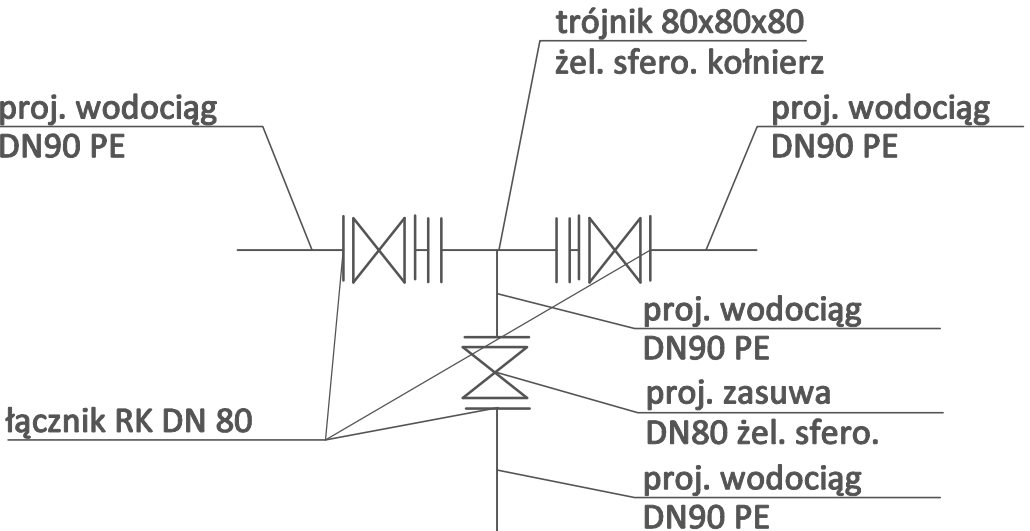 trójnik 80x80x80
żel. sfero. kołnierz
proj. wodociąg
DN90 PE
proj. wodociąg
DN90 PE
proj. wodociąg
DN90 PE
proj. zasuwa
DN80 żel. sfero.
łącznik RK DN 80
proj. wodociąg
DN90 PE